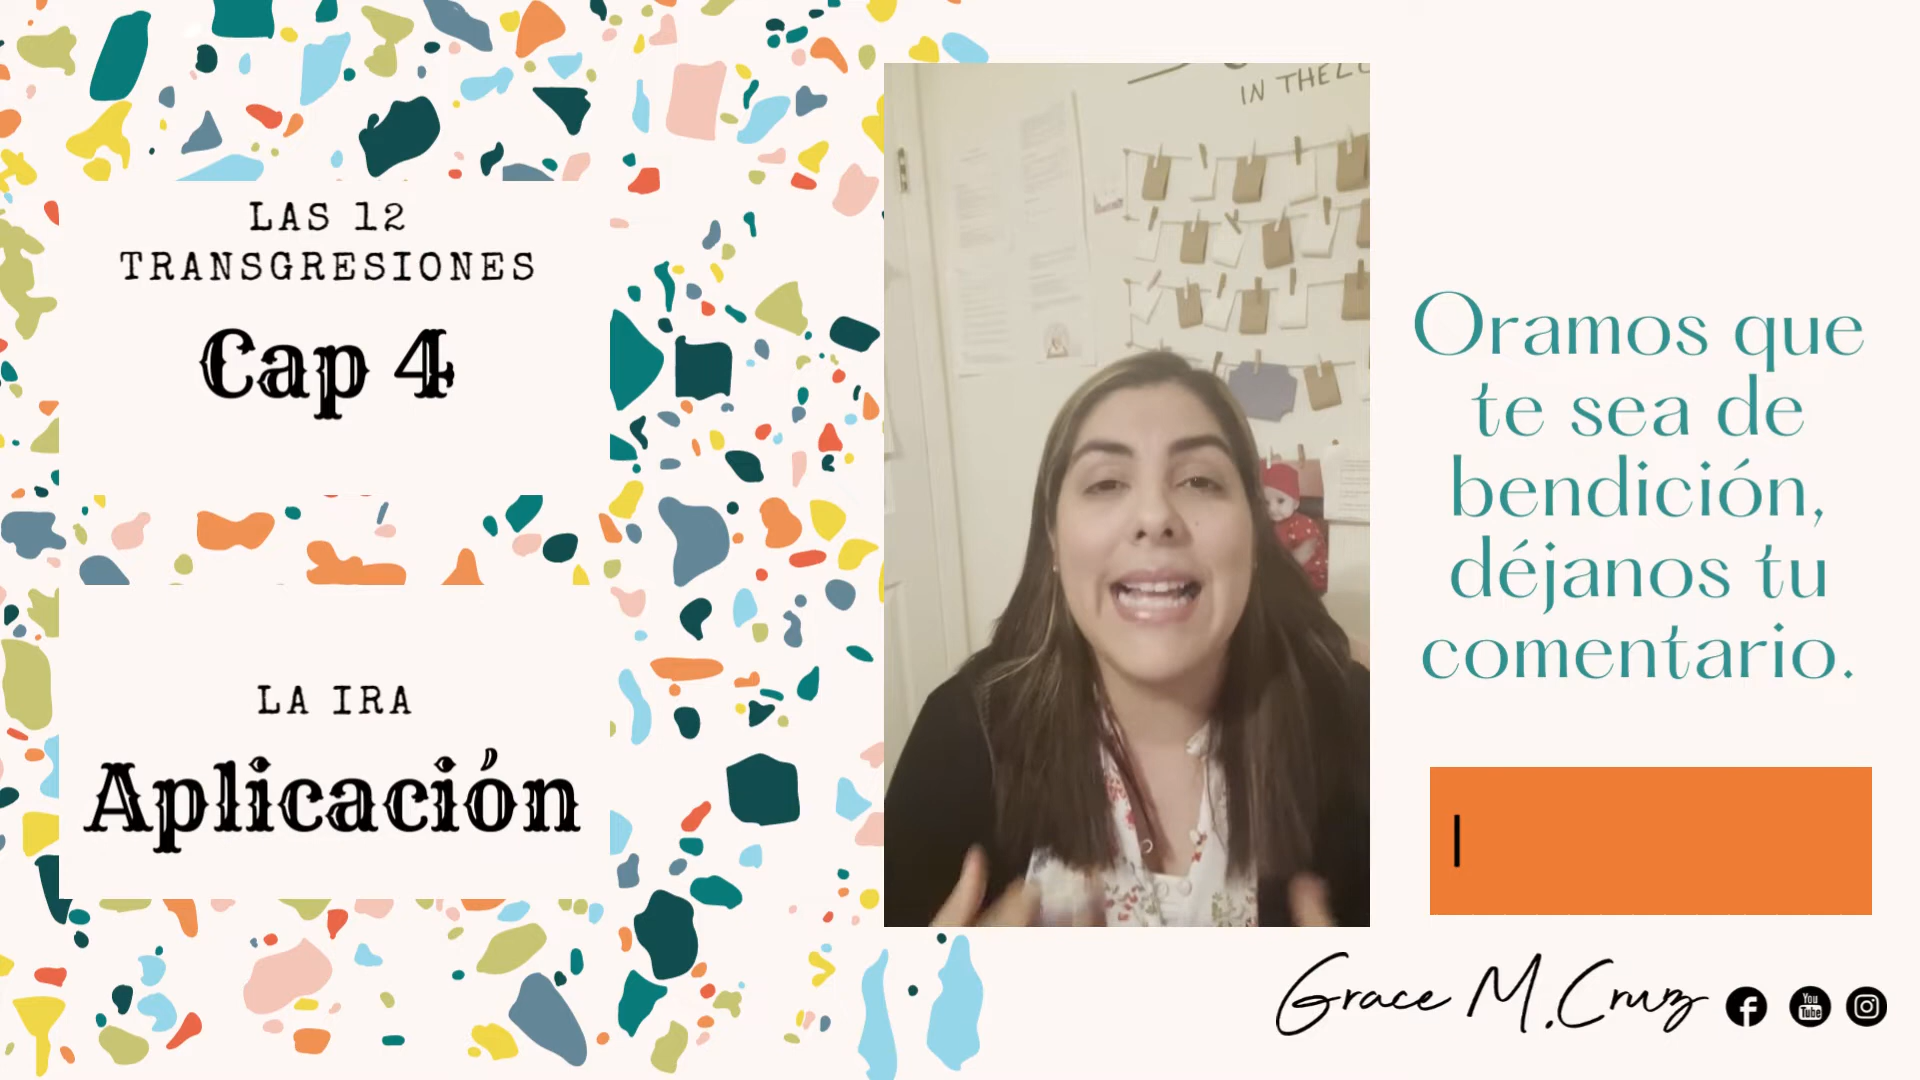 LAS 12
TRANSGRESIONES
Cap 4
LA IRA
Aplicación
IN THE
Oramos que
te sea de
bendición,
déjanos tu
comentario.
Grace M. Cruz
You
Tube